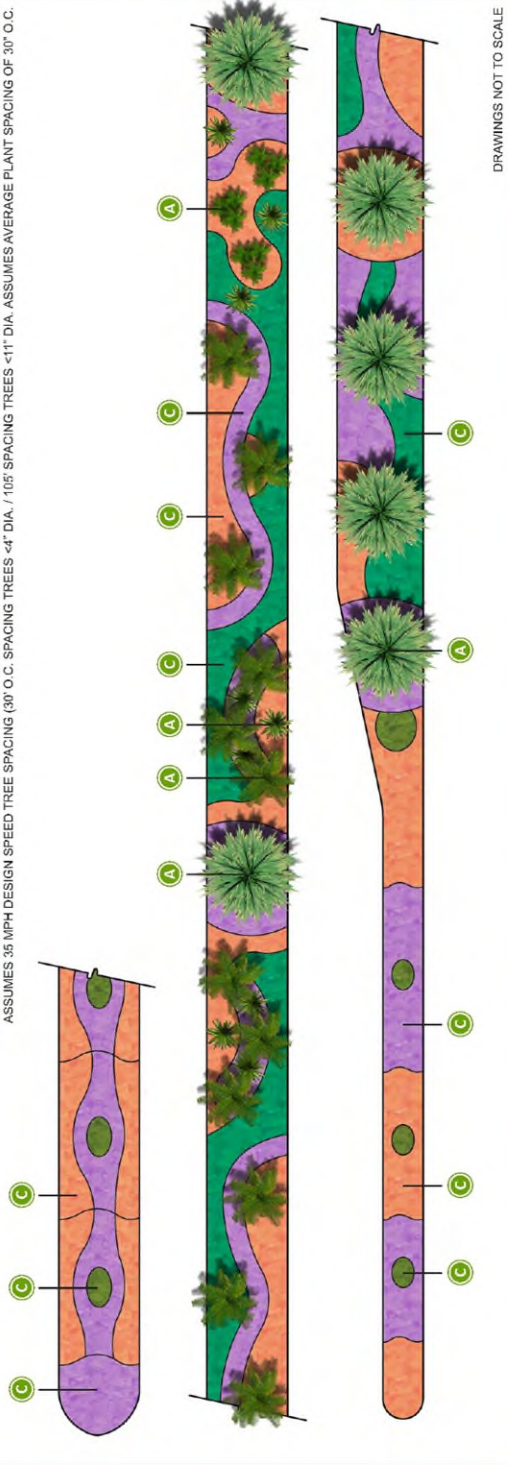 ASSUMES 35 MPH DESIGN SPEED TREE SPACING (30' O.C. SPACING TREES <4" DIA. / 105' SPACING TREES <11" DIA. ASSUMES AVERAGE PLANT SPACING OF 30" O.C.
C C C
A A A C C C A
C C C A C
DRAWINGS NOT TO SCALE